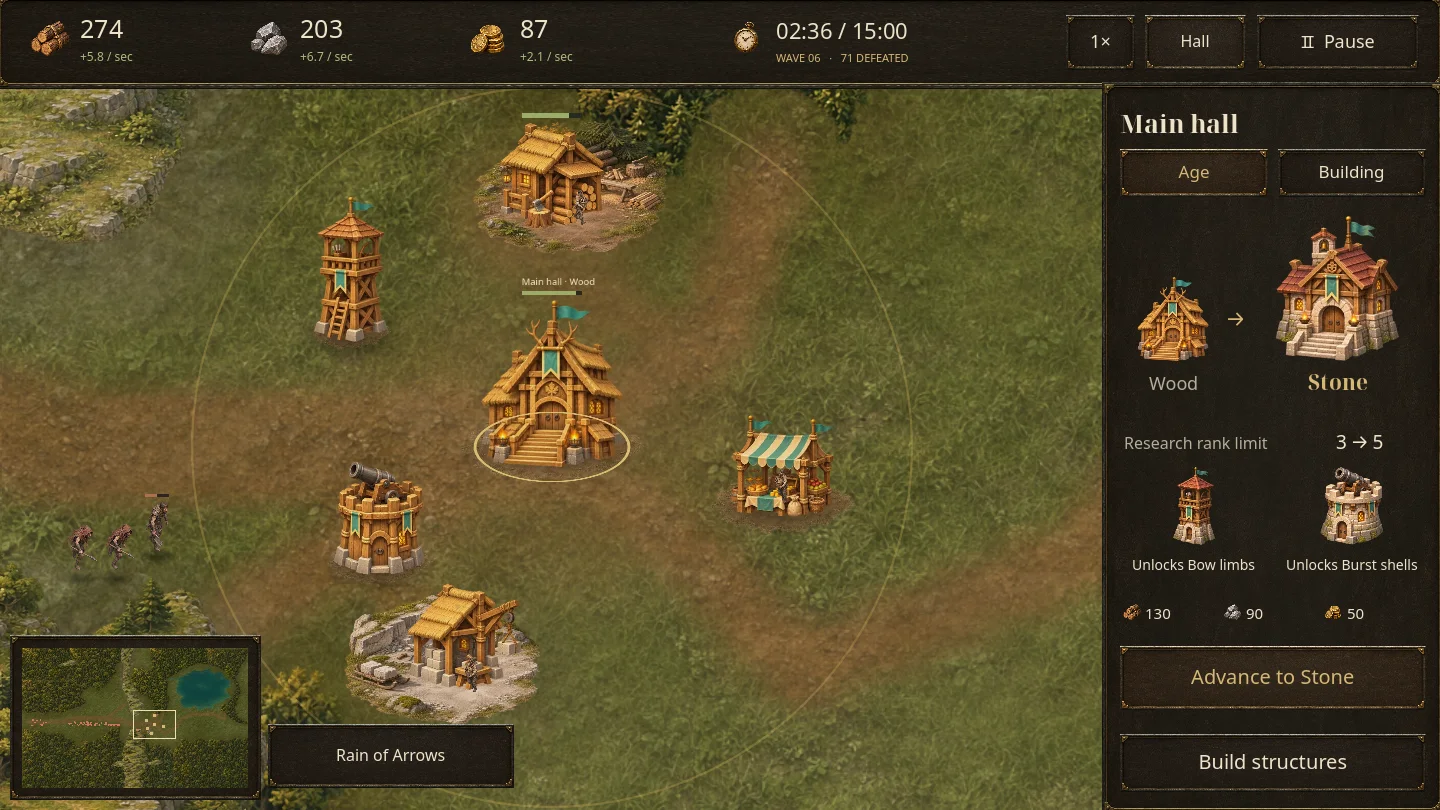 274
+5.8 / sec
203
+6.7 / sec
87
+2.1 / sec
02:36 / 15:00
WAVE 06 · 71 DEFEATED
1×
Hall
Pause
Main hall
Age
Building
Wood
→
Stone
Research rank limit
3 → 5
Unlocks Bow limbs
Unlocks Burst shells
130
90
50
Advance to Stone
Build structures
Main hall · Wood
Rain of Arrows